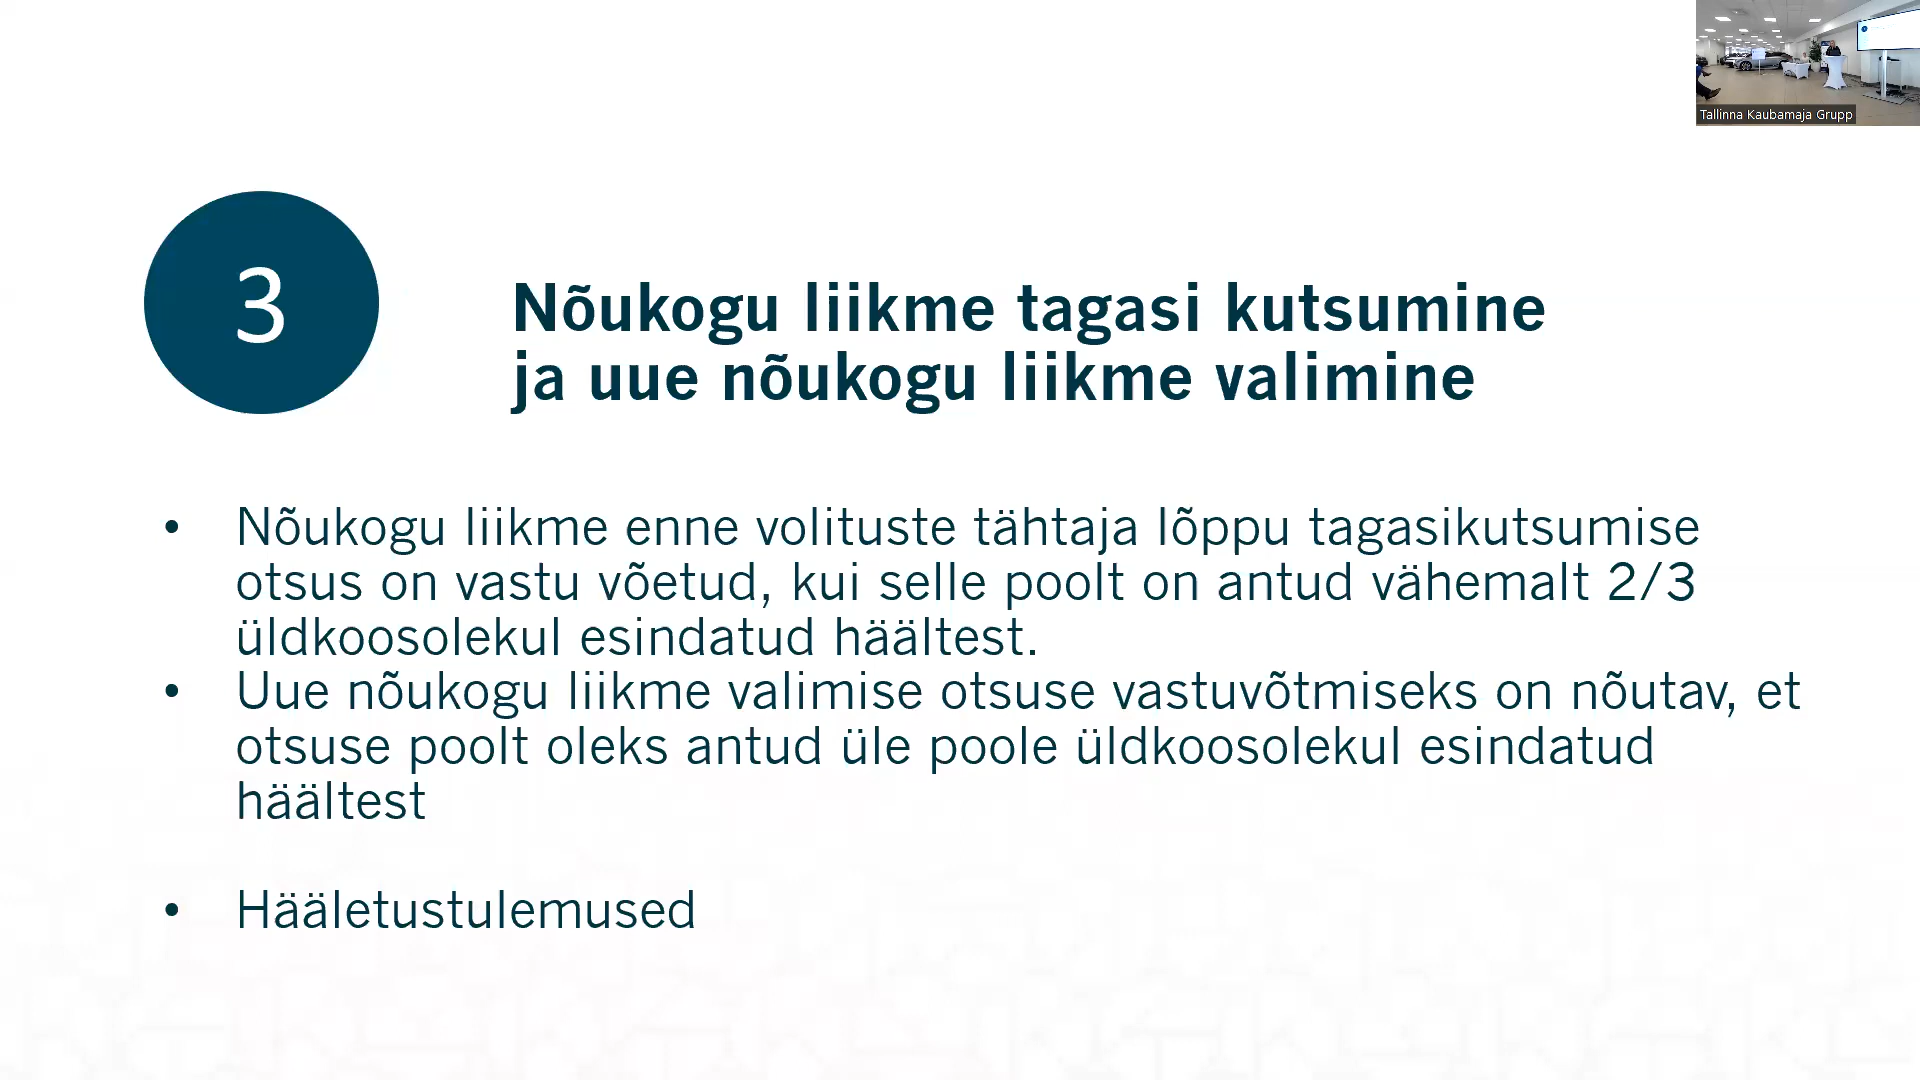 Tallinna Kaubamaja Grupp
3
Nõukogu liikme tagasi kutsumine
ja uue nõukogu liikme valimine
• Nõukogu liikme enne volituste tähtaja lõppu tagasikutsumise
otsus on vastu võetud, kui selle poolt on antud vähemalt 2/3
üldkoosolekul esindatud häältest.
• Uue nõukogu liikme valimise otsuse vastuvõtmiseks on nõutav, et
otsuse poolt oleks antud üle poole üldkoosolekul esindatud
häältest
• Hääletustulemused